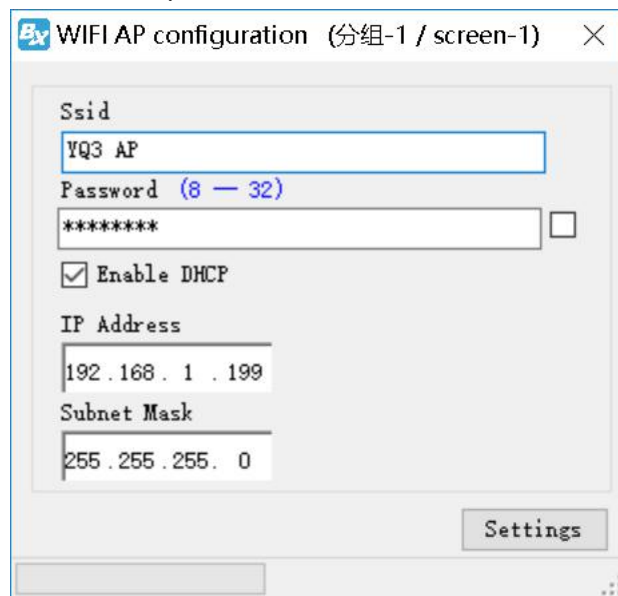 BX WIFI AP configuration (分组-1 / screen-1)
Ssid
YQ3 AP
Password (8 — 32)
********
Enable DHCP
IP Address
192 . 168 . 1 . 199
Subnet Mask
255 . 255 . 255 . 0
Settings